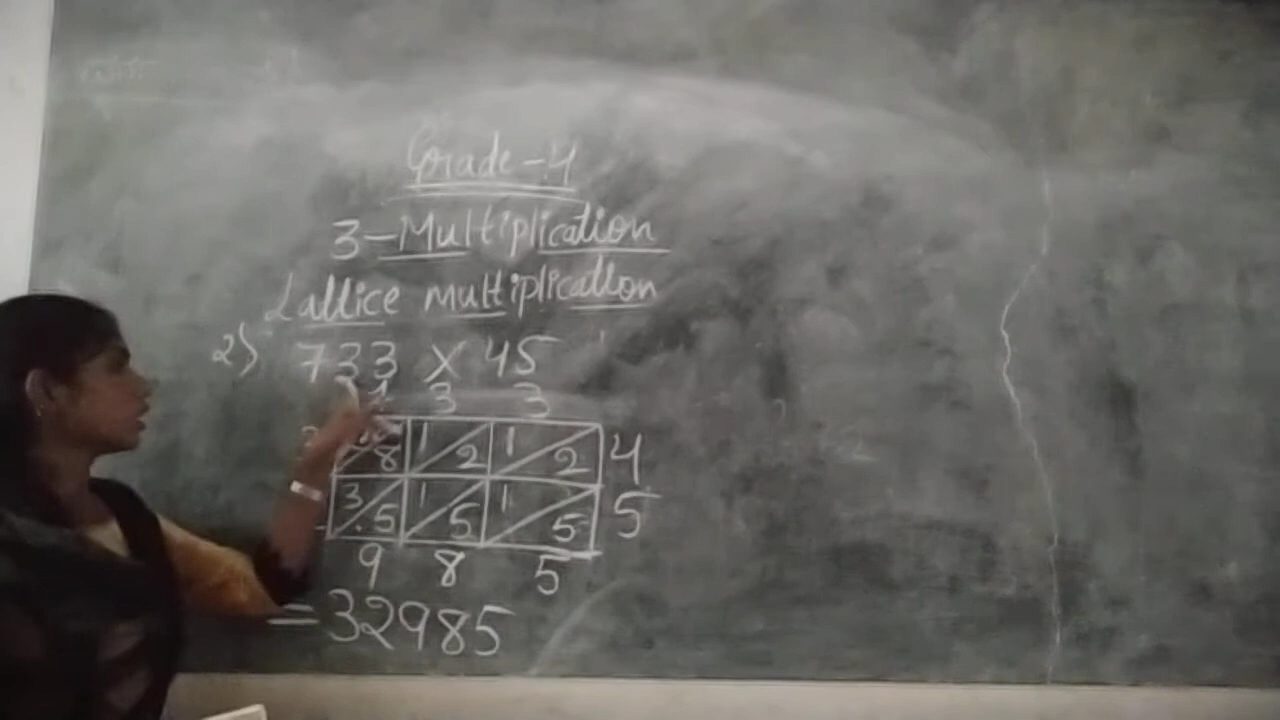 Grade-4
3-Multiplication
Lattice multiplication
2) 733 X 45
3 3
8 1 2 1 2 4
3 5 1 5 1 5 5
9 8 5
=32985